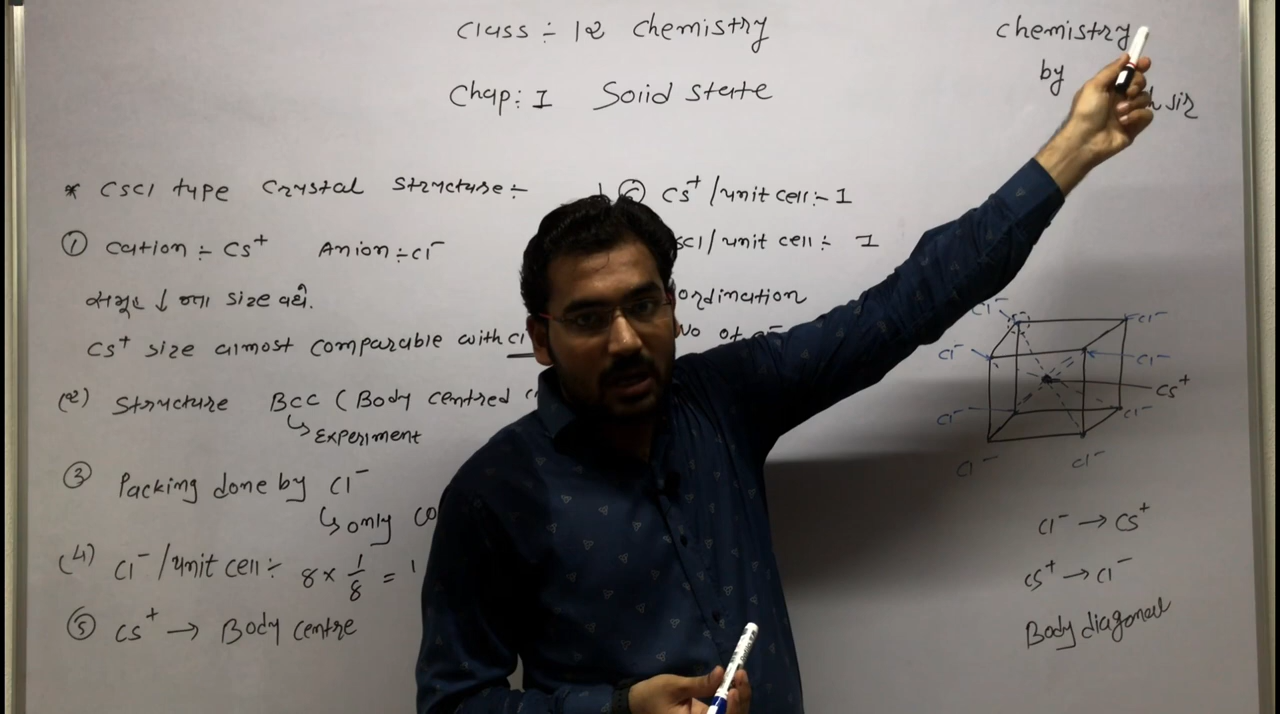 Class ÷ 12 Chemistry
Chap: I Solid state
chemistry
by
h sir
* CsCl type Crystal Structure :-
① Cation :- Cs⁺ Anion :- Cl⁻
સમૂહ ↓ જતા size વધે.
Cs⁺ size almost comparable with Cl
(2) Structure BCC (Body centred
↳ Experiment
③ Packing done by Cl⁻
↳ only co
(4) Cl⁻/unit cell :- 8 × 1/8 = 1
⑤ Cs⁺ → Body centre
⑥ Cs⁺/unit cell :- 1
sCl/unit cell :- 1
ordination
No of
Cl⁻
Cl⁻
Cl⁻
Cl⁻
Cs⁺
Cl⁻
Cl⁻
Cl⁻
Cl⁻
Cl⁻ → Cs⁺
Cs⁺ → Cl⁻
Body diagonal